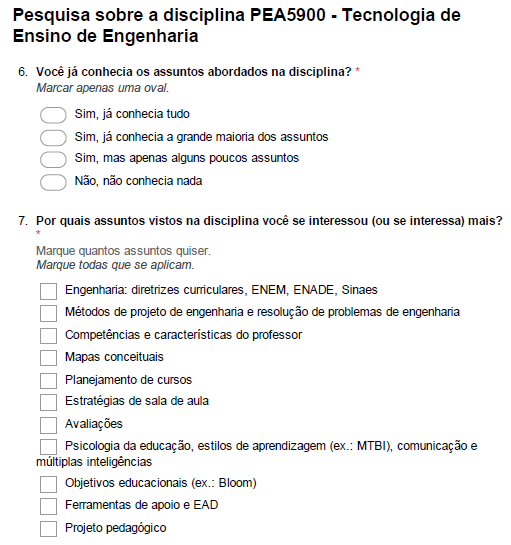 Pesquisa sobre a disciplina PEA5900 - Tecnologia de
Ensino de Engenharia
6. Você já conhecia os assuntos abordados na disciplina? *
Marcar apenas uma oval.
Sim, já conhecia tudo
Sim, já conhecia a grande maioria dos assuntos
Sim, mas apenas alguns poucos assuntos
Não, não conhecia nada
7. Por quais assuntos vistos na disciplina você se interessou (ou se interessa) mais?
*
Marque quantos assuntos quiser.
Marque todas que se aplicam.
Engenharia: diretrizes curriculares, ENEM, ENADE, Sinaes
Métodos de projeto de engenharia e resolução de problemas de engenharia
Competências e características do professor
Mapas conceituais
Planejamento de cursos
Estratégias de sala de aula
Avaliações
Psicologia da educação, estilos de aprendizagem (ex.: MTBI), comunicação e
múltiplas inteligências
Objetivos educacionais (ex.: Bloom)
Ferramentas de apoio e EAD
Projeto pedagógico